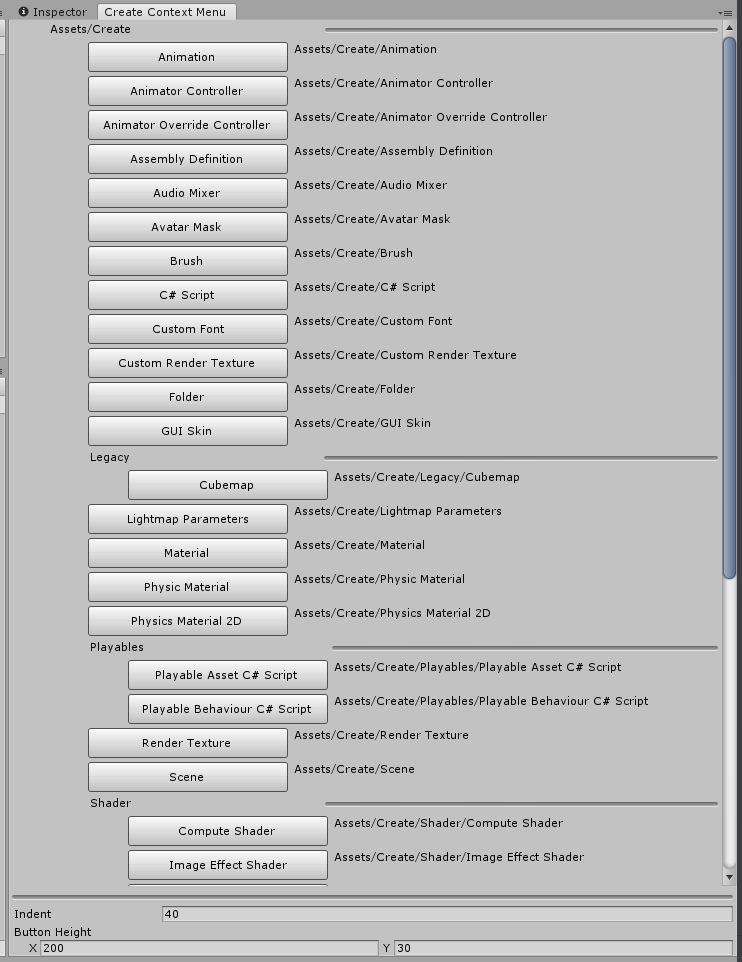 Inspector Create Context Menu
Assets/Create
Animation Assets/Create/Animation
Animator Controller Assets/Create/Animator Controller
Animator Override Controller Assets/Create/Animator Override Controller
Assembly Definition Assets/Create/Assembly Definition
Audio Mixer Assets/Create/Audio Mixer
Avatar Mask Assets/Create/Avatar Mask
Brush Assets/Create/Brush
C# Script Assets/Create/C# Script
Custom Font Assets/Create/Custom Font
Custom Render Texture Assets/Create/Custom Render Texture
Folder Assets/Create/Folder
GUI Skin Assets/Create/GUI Skin
Legacy
Cubemap Assets/Create/Legacy/Cubemap
Lightmap Parameters Assets/Create/Lightmap Parameters
Material Assets/Create/Material
Physic Material Assets/Create/Physic Material
Physics Material 2D Assets/Create/Physics Material 2D
Playables
Playable Asset C# Script Assets/Create/Playables/Playable Asset C# Script
Playable Behaviour C# Script Assets/Create/Playables/Playable Behaviour C# Script
Render Texture Assets/Create/Render Texture
Scene Assets/Create/Scene
Shader
Compute Shader Assets/Create/Shader/Compute Shader
Image Effect Shader Assets/Create/Shader/Image Effect Shader
Indent 40
Button Height
X 200 Y 30